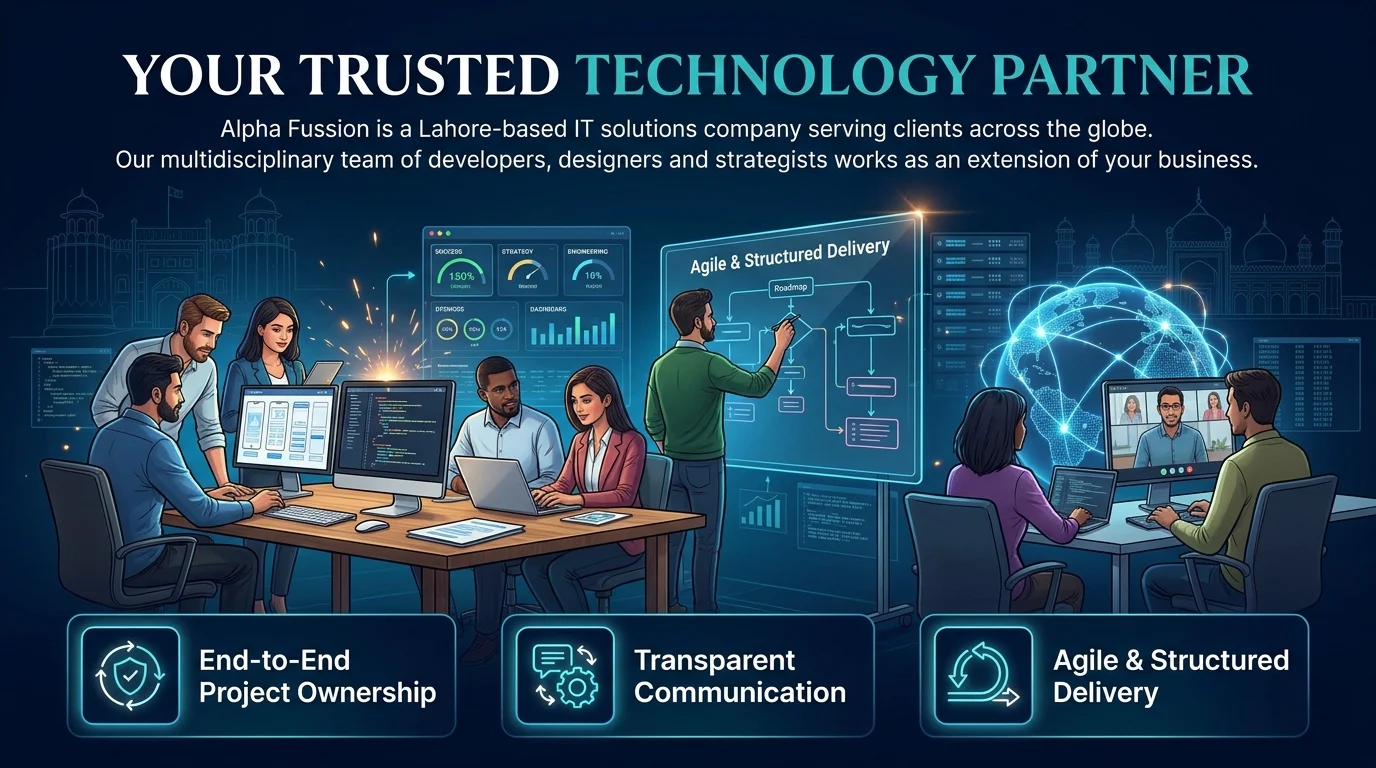 YOUR TRUSTED TECHNOLOGY PARTNER
Alpha Fussion is a Lahore-based IT solutions company serving clients across the globe.
Our multidisciplinary team of developers, designers and strategists works as an extension of your business.
STRATEGY
ENGINEERING
150%
10%
Agile & Structured Delivery
Roadmap
End-to-End
Project Ownership
Transparent
Communication
Agile & Structured
Delivery